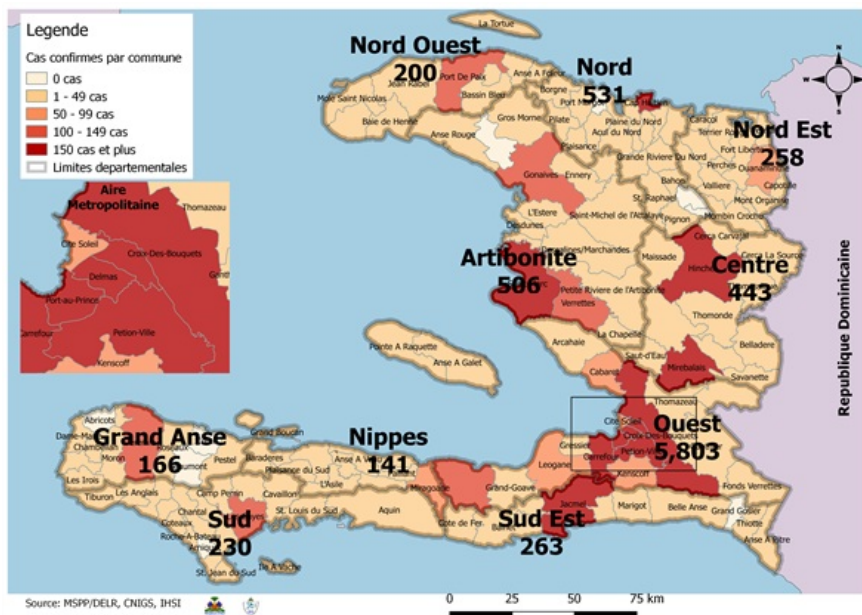 Legende
Cas confirmes par commune
0 cas
1 - 49 cas
50 - 99 cas
100 - 149 cas
150 cas et plus
Limites departementales
Aire
Metropolitaine
Thomazeau
Cite Soleil
Croix-Des-Bouquets
Delmas
Port-au-Prince
Carrefour
Petion-Ville
Kenscoff
La Tortue
Nord Ouest
200
Jean Rabel
Port De Paix
Anse A Foleur
Mole Saint Nicolas
Bassin Bleu
Baie de Henne
Nord
531
Borgne
Pilate
Plaine du Nord
Acul du Nord
Plaisance
Grande Riviere Du Nord
Bahon
St. Raphael
Pignon
Caracol
Nord Est
258
Fort Liberte
Perches
Ouanaminthe
Capotille
Valliere
Mont Organise
Mombin Crochu
Anse Rouge
Gros Morne
Gonaives
Ennery
L'Estere
Saint-Michel de l'Attalaye
Desdunes
Artibonite
506
Petite Riviere de l'Artibonite
Verrettes
La Chapelle
Cerca Carvajal
Maissade
Cerca La Source
Centre
443
Thomonde
Belladere
Saut-d'Eau
Mirebalais
Savanette
Republique Dominicaine
Pointe A Raquette
Anse A Galet
Arcahaie
Cabaret
Thomazeau
Cite Soleil
Ouest
5,803
Croix-Des-Bouquets
Gressier
Carrefour
Petion-Ville
Kenscoff
Leogane
Grand-Goave
Fonds Verrettes
Abricots
Grand Anse
166
Chambellan
Moron
Roseaux
Pestel
Les Irois
Grand Boucan
Baraderes
Plaisance du Sud
Nippes
141
L'Asile
Miragoane
Tiburon
Les Anglais
Camp Perrin
Cavaillon
Chantal
Coteaux
Roche-A-Bateau
St. Louis du Sud
Aquin
Sud
230
St. Jean du Sud
Ile A Vache
Cote de Fer
Jacmel
Sud Est
263
Marigot
Belle Anse
Grand Gosier
Thiotte
Anse A Pitre
Source: MSPP/DELR, CNIGS, IHSI
0 25 50 75 km
N
W E
S